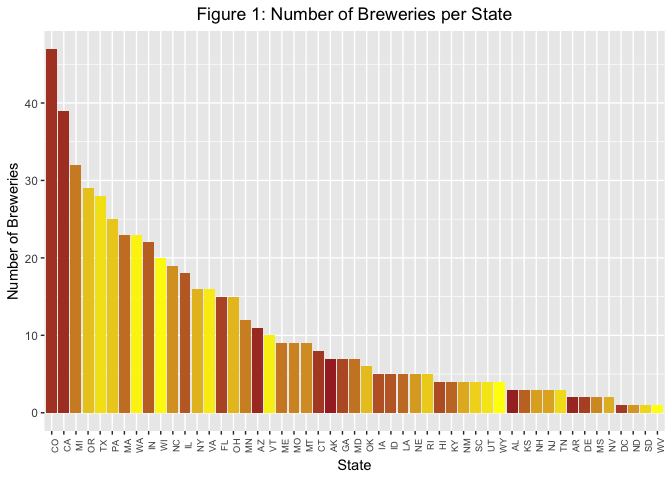 Figure 1: Number of Breweries per State
Number of Breweries
40
30
20
10
0
CO CA MI OR TX PA MA WA IN WI NC IL NY VA FL OH MN AZ VT ME MO MT CT AK GA MD OK IA ID LA NE RI HI KY NM SC UT WY AL KS NH NJ TN AR DE MS NV DC ND SD WV
State